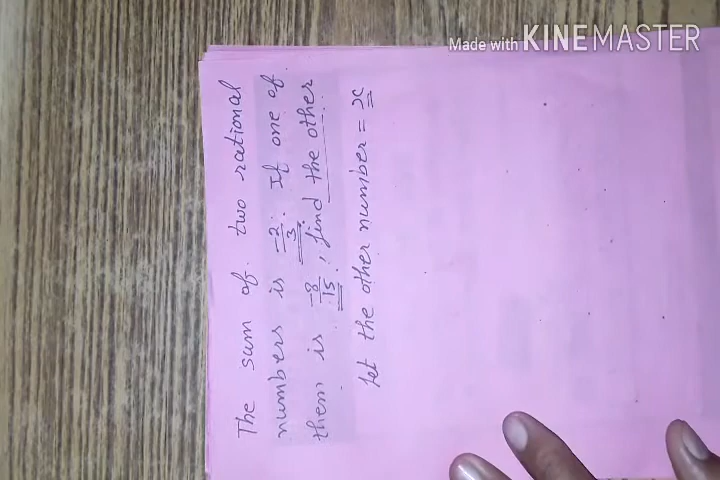 Made with KINEMASTER
The sum of two rational
numbers is -2/3. If one of
them is -8/15, find the other
let the other number = x